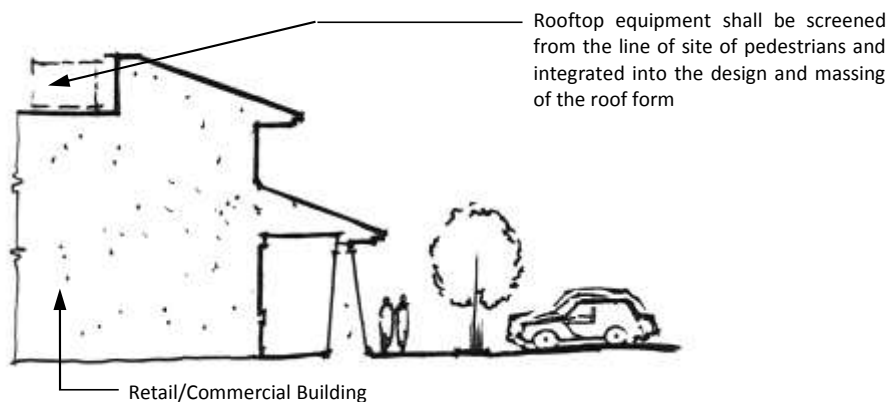 Rooftop equipment shall be screened
from the line of site of pedestrians and
integrated into the design and massing
of the roof form
Retail/Commercial Building